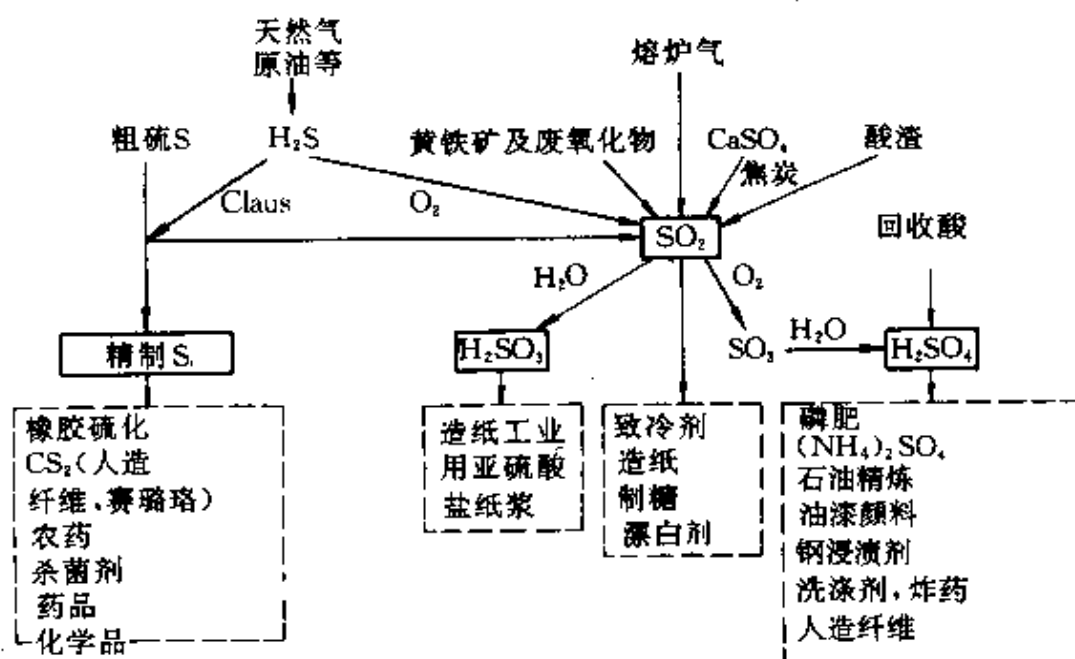 天然气
原油等
熔炉气
粗硫S
H₂S
黄铁矿及废氧化物
CaSO₄
焦炭
酸渣
Claus
O₂
SO₂
回收酸
H₂O
O₂
精制S
H₂SO₃
SO₃
H₂O
H₂SO₄
橡胶硫化
CS₂(人造
纤维、赛璐珞)
农药
杀菌剂
药品
化学品
造纸工业
用亚硫酸
盐纸浆
致冷剂
造纸
制糖
漂白剂
磷肥
(NH₄)₂SO₄
石油精炼
油漆颜料
钢浸渍剂
洗涤剂,炸药
人造纤维